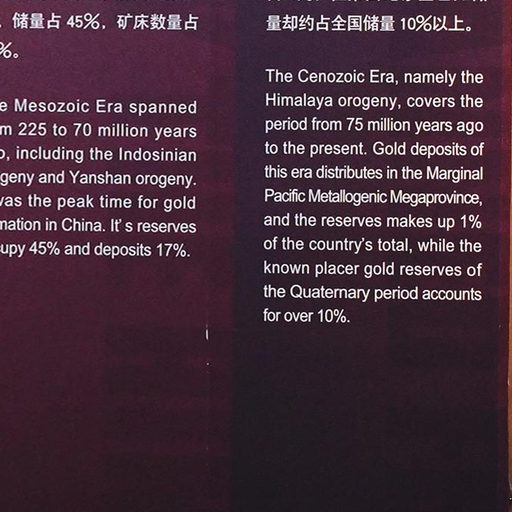 储量占 45%，矿床数量占
%。
Mesozoic Era spanned
225 to 70 million years
including the Indosinian
and Yanshan orogeny.
the peak time for gold
in China. It's reserves
45% and deposits 17%.
量却约占全国储量 10%以上。
The Cenozoic Era, namely the
Himalaya orogeny, covers the
period from 75 million years ago
to the present. Gold deposits of
this era distributes in the Marginal
Pacific Metallogenic Megaprovince,
and the reserves makes up 1%
of the country's total, while the
known placer gold reserves of
the Quaternary period accounts
for over 10%.